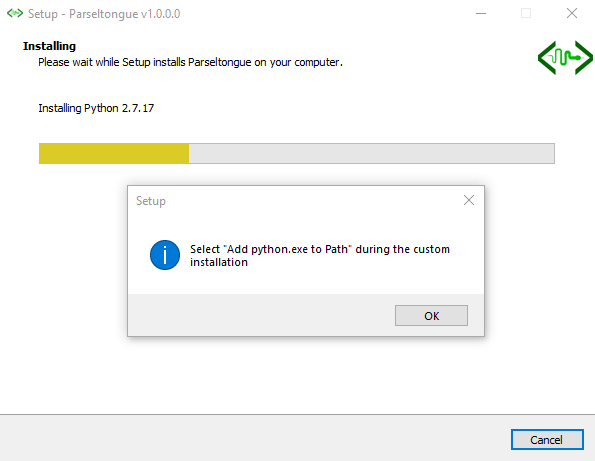 Setup - Parseltongue v1.0.0.0
Installing
Please wait while Setup installs Parseltongue on your computer.
Installing Python 2.7.17
Setup
Select "Add python.exe to Path" during the custom
installation
OK
Cancel